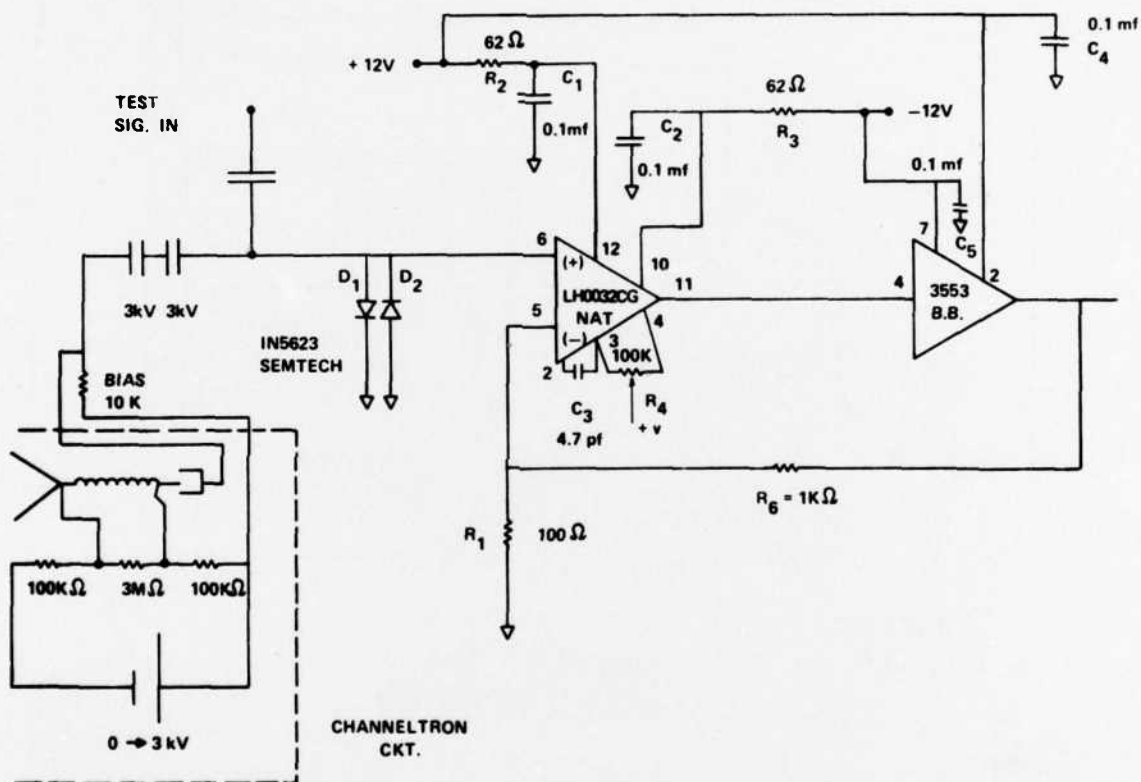 0.1 mf
C4
62 Ω
+ 12V
R2
C1
0.1mf
TEST
SIG. IN
62 Ω
−12V
R3
C2
0.1 mf
0.1 mf
C5
6
(+)
12
10
11
LH0032CG
NAT
5
(−)
3
4
2
100K
C3
4.7 pf
R4
+ v
7
4
2
3553
B.B.
3kV 3kV
D1
D2
IN5623
SEMTECH
BIAS
10 K
R6 = 1KΩ
R1
100 Ω
100KΩ
3MΩ
100KΩ
0 → 3 kV
CHANNELTRON
CKT.